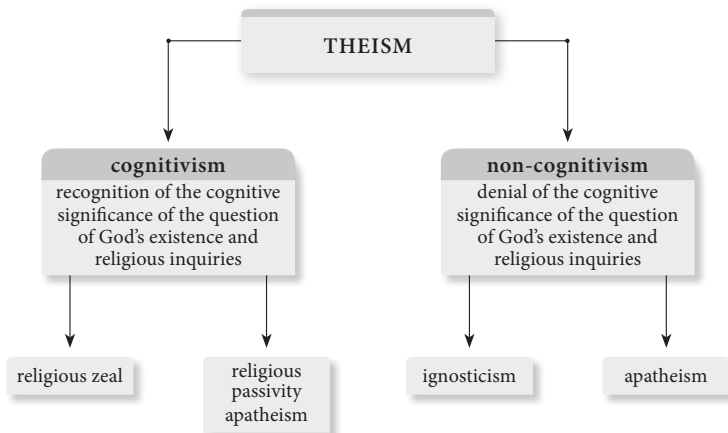 THEISM
cognitivism
recognition of the cognitive
significance of the question
of God's existence and
religious inquiries
non-cognitivism
denial of the cognitive
significance of the question
of God's existence and
religious inquiries
religious zeal
religious
passivity
apatheism
ignosticism
apatheism